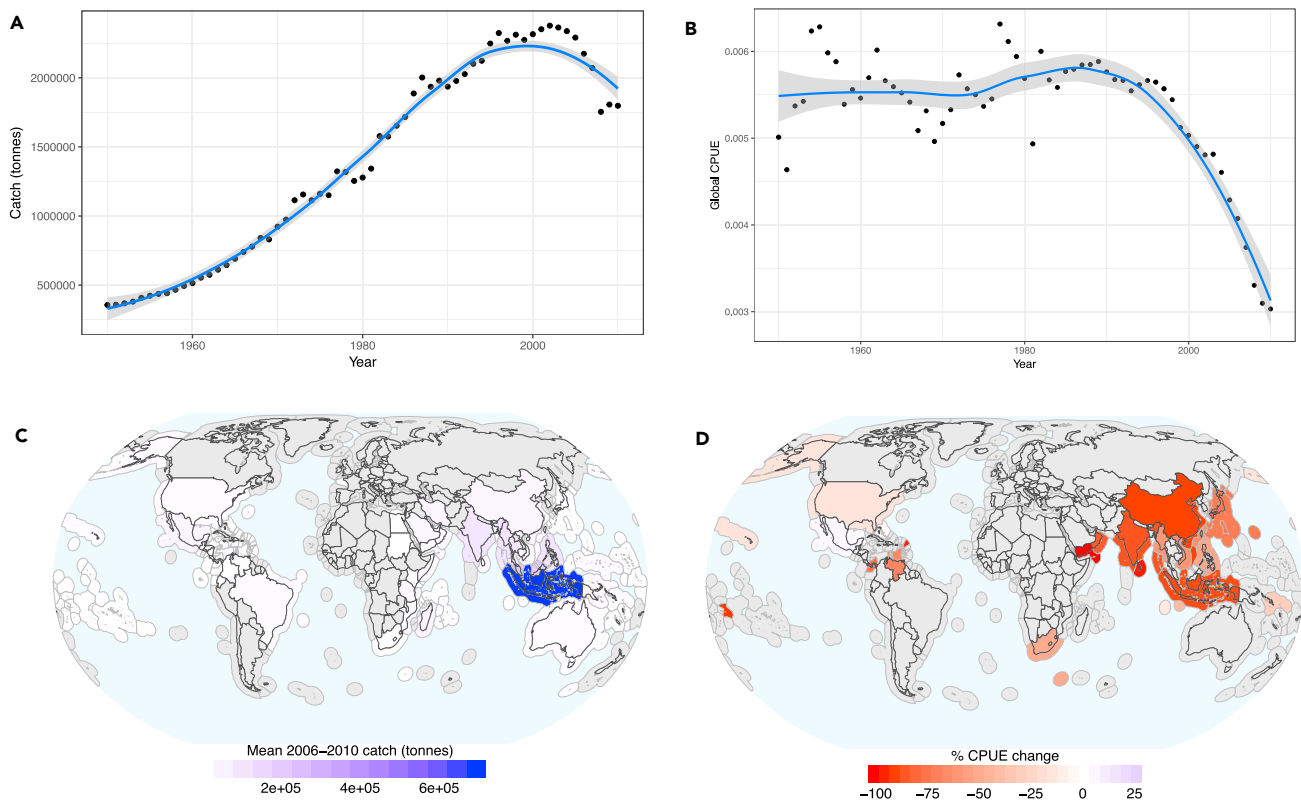 A
Catch (tonnes)
2000000
1500000
1000000
500000
1960
1980
2000
Year
B
Global CPUE
0.006
0.005
0.004
0.003
1960
1980
2000
Year
C
Mean 2006–2010 catch (tonnes)
2e+05
4e+05
6e+05
D
% CPUE change
−100
−75
−50
−25
0
25